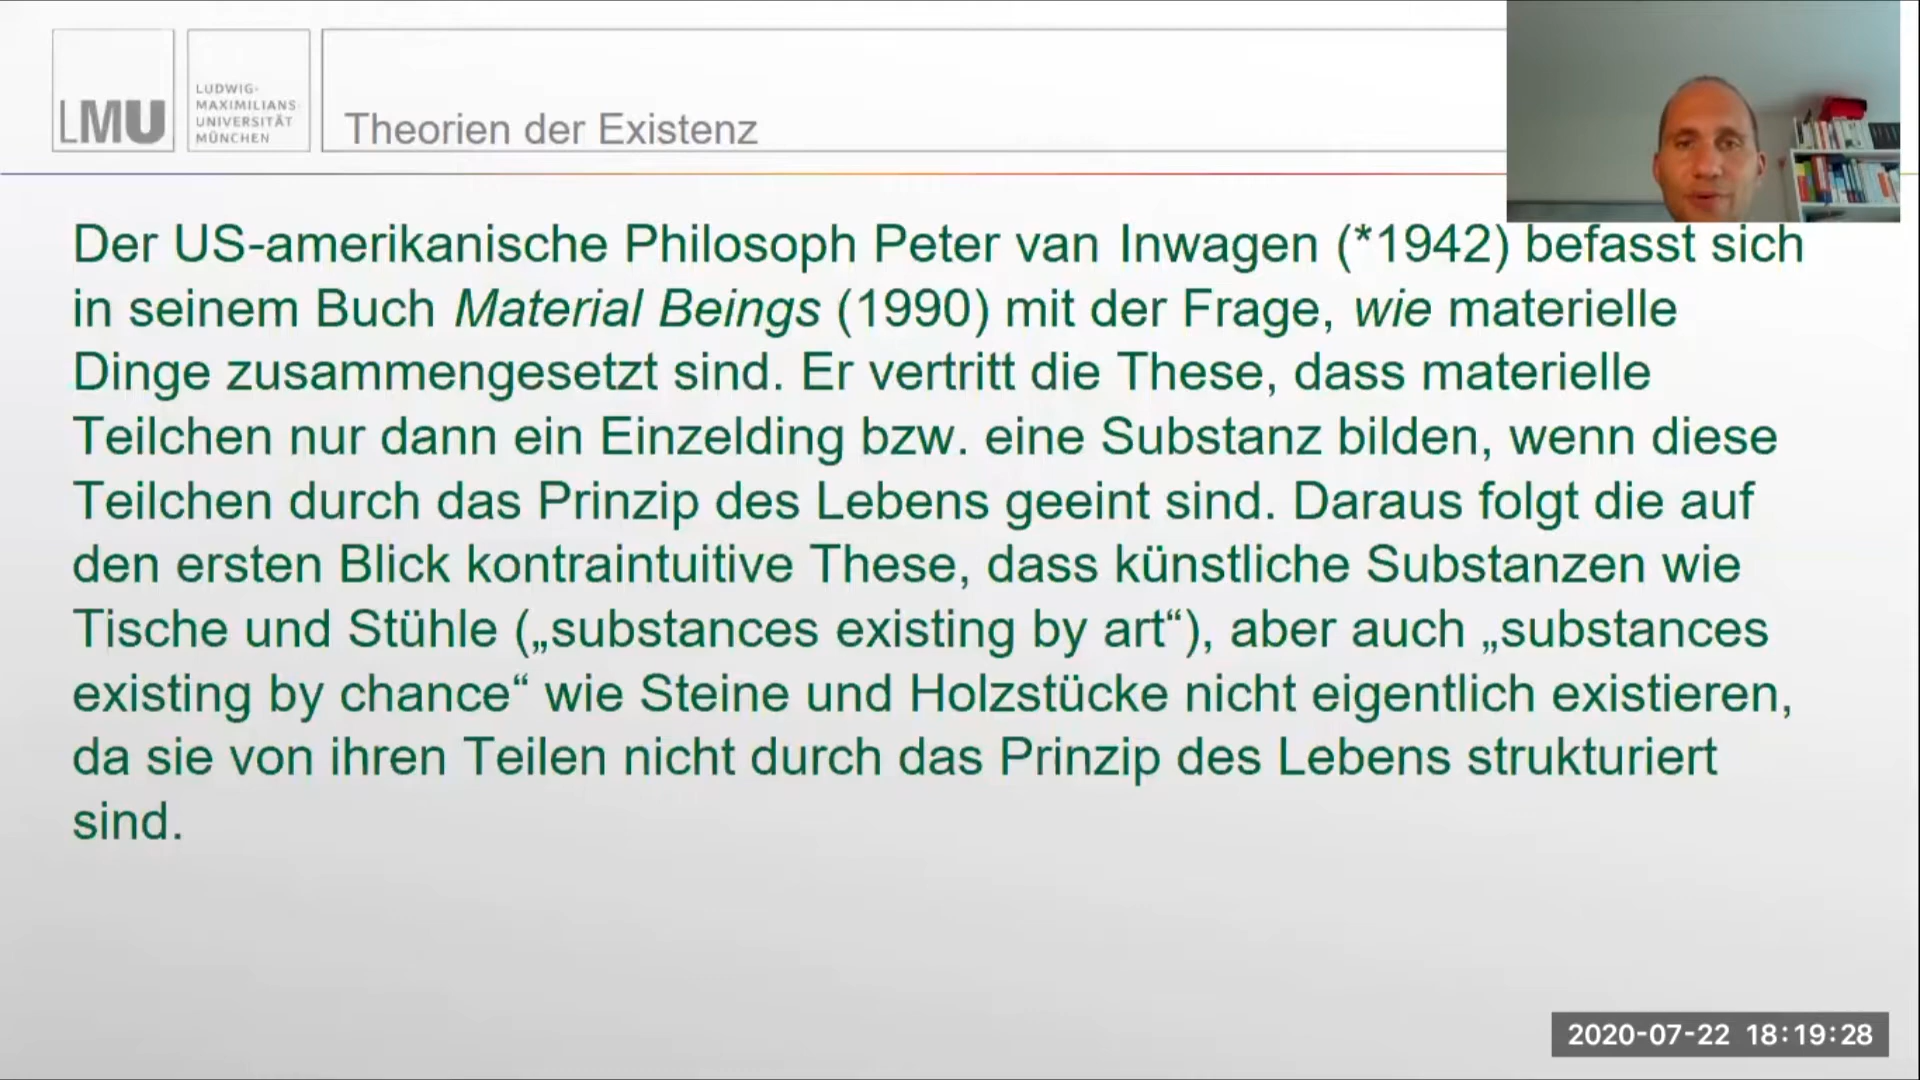 LMU
LUDWIG-
MAXIMILIANS-
UNIVERSITÄT
MÜNCHEN
Theorien der Existenz
Der US-amerikanische Philosoph Peter van Inwagen (*1942) befasst sich
in seinem Buch Material Beings (1990) mit der Frage, wie materielle
Dinge zusammengesetzt sind. Er vertritt die These, dass materielle
Teilchen nur dann ein Einzelding bzw. eine Substanz bilden, wenn diese
Teilchen durch das Prinzip des Lebens geeint sind. Daraus folgt die auf
den ersten Blick kontraintuitive These, dass künstliche Substanzen wie
Tische und Stühle („substances existing by art“), aber auch „substances
existing by chance“ wie Steine und Holzstücke nicht eigentlich existieren,
da sie von ihren Teilen nicht durch das Prinzip des Lebens strukturiert
sind.
2020-07-22 18:19:28